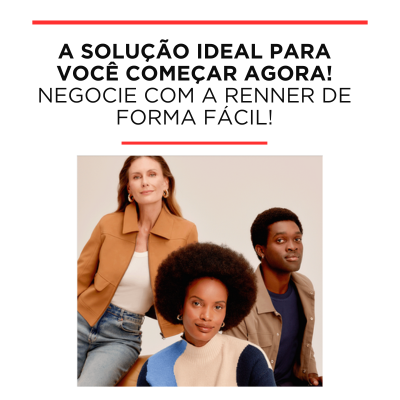 A SOLUÇÃO IDEAL PARA
VOCÊ COMEÇAR AGORA!
NEGOCIE COM A RENNER DE
FORMA FÁCIL!